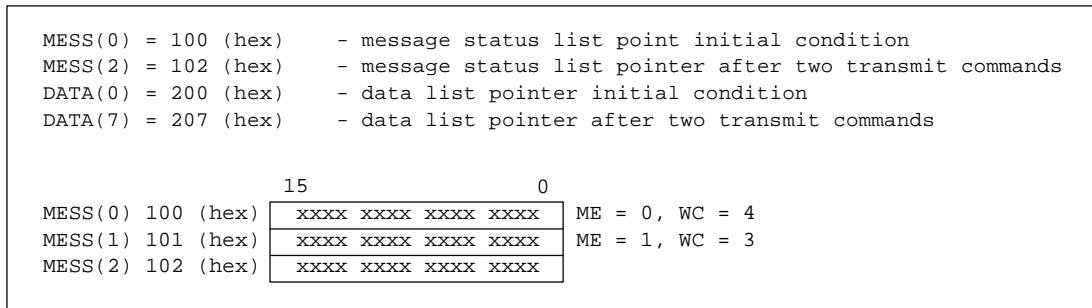 MESS(0) = 100 (hex) - message status list point initial condition
MESS(2) = 102 (hex) - message status list pointer after two transmit commands
DATA(0) = 200 (hex) - data list pointer initial condition
DATA(7) = 207 (hex) - data list pointer after two transmit commands
15 0
MESS(0) 100 (hex) xxxx xxxx xxxx xxxx ME = 0, WC = 4
MESS(1) 101 (hex) xxxx xxxx xxxx xxxx ME = 1, WC = 3
MESS(2) 102 (hex) xxxx xxxx xxxx xxxx